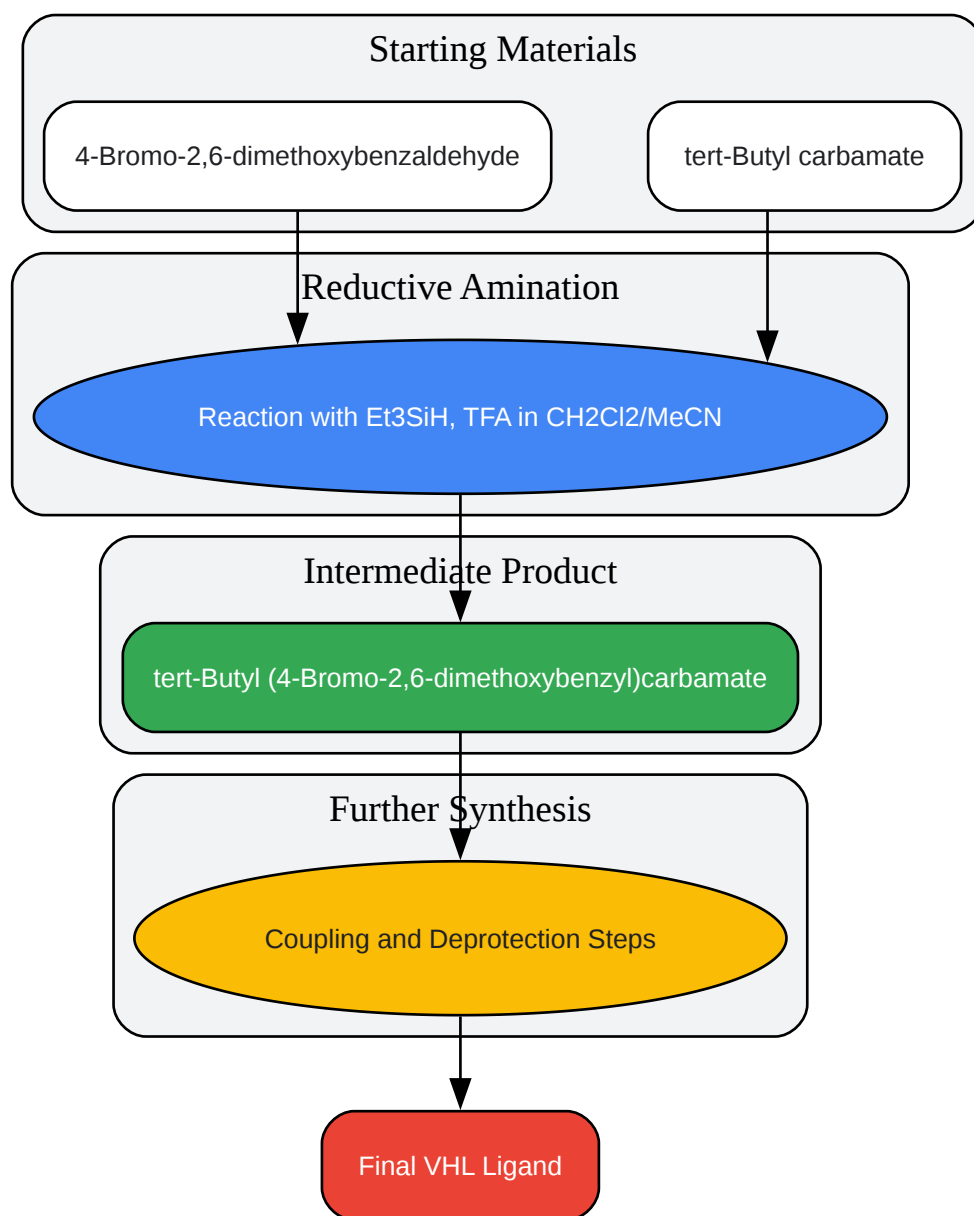 Starting Materials
4-Bromo-2,6-dimethoxybenzaldehyde
tert-Butyl carbamate
Reductive Amination
Reaction with Et3SiH, TFA in CH2Cl2/MeCN
Intermediate Product
tert-Butyl (4-Bromo-2,6-dimethoxybenzyl)carbamate
Further Synthesis
Coupling and Deprotection Steps
Final VHL Ligand